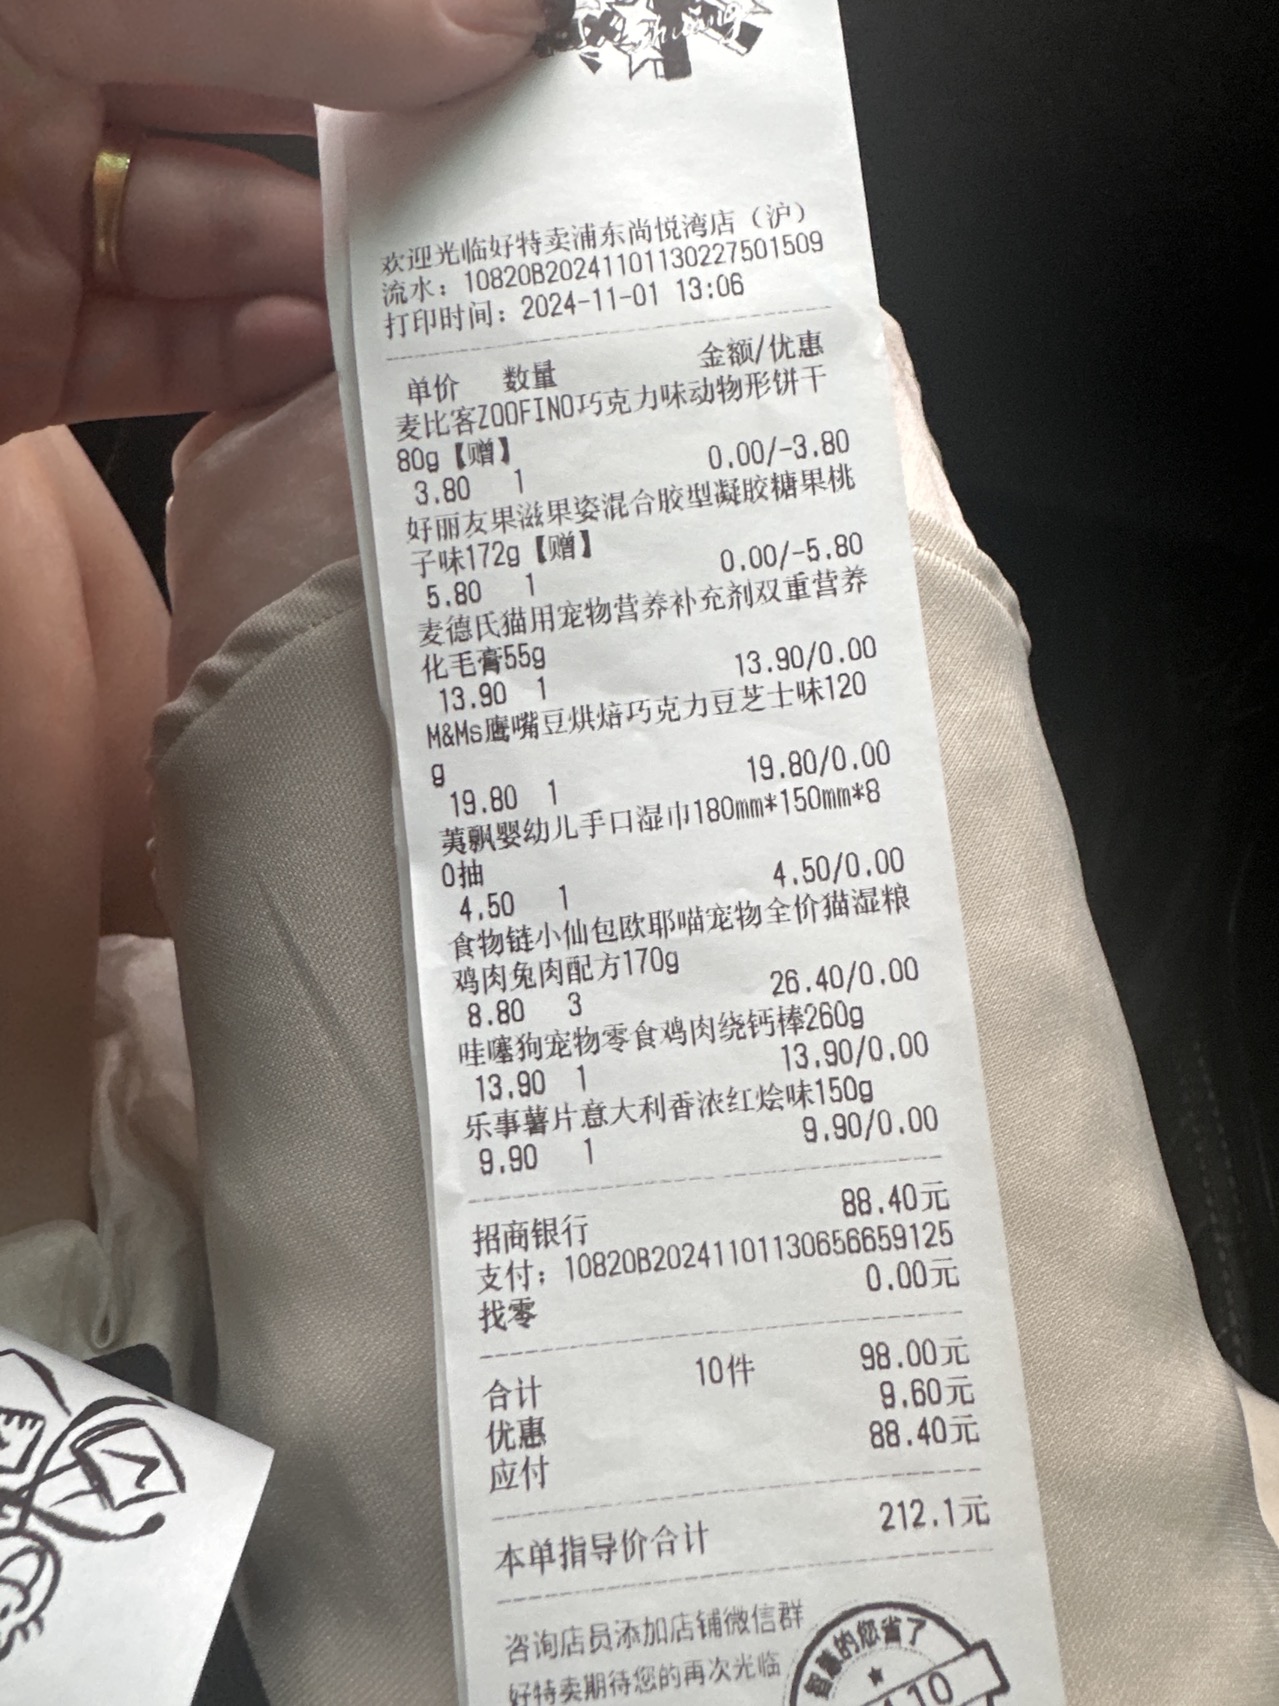 欢迎光临好特卖浦东尚悦湾店（沪）
流水：10820B20241101130227501509
打印时间：2024-11-01 13:06
单价 数量 金额/优惠
麦比客ZOOFINO巧克力味动物形饼干
80g【赠】
3.80 1 0.00/-3.80
好丽友果滋果姿混合胶型凝胶糖果桃
子味172g【赠】
5.80 1 0.00/-5.80
麦德氏猫用宠物营养补充剂双重营养
化毛膏55g
13.90 1 13.90/0.00
M&Ms鹰嘴豆烘焙巧克力豆芝士味120
g
19.80 1 19.80/0.00
荑飘婴幼儿手口湿巾180mm*150mm*8
0抽
4.50 1 4.50/0.00
食物链小仙包欧耶喵宠物全价猫湿粮
鸡肉兔肉配方170g
8.80 3 26.40/0.00
哇噻狗宠物零食鸡肉绕钙棒260g
13.90 1 13.90/0.00
乐事薯片意大利香浓红烩味150g
9.90 1 9.90/0.00
招商银行 88.40元
支付：10820B20241101130656659125
找零 0.00元
合计 10件 98.00元
优惠 9.60元
应付 88.40元
本单指导价合计 212.1元
咨询店员添加店铺微信群
好特卖期待您的再次光临
智慧的您省了